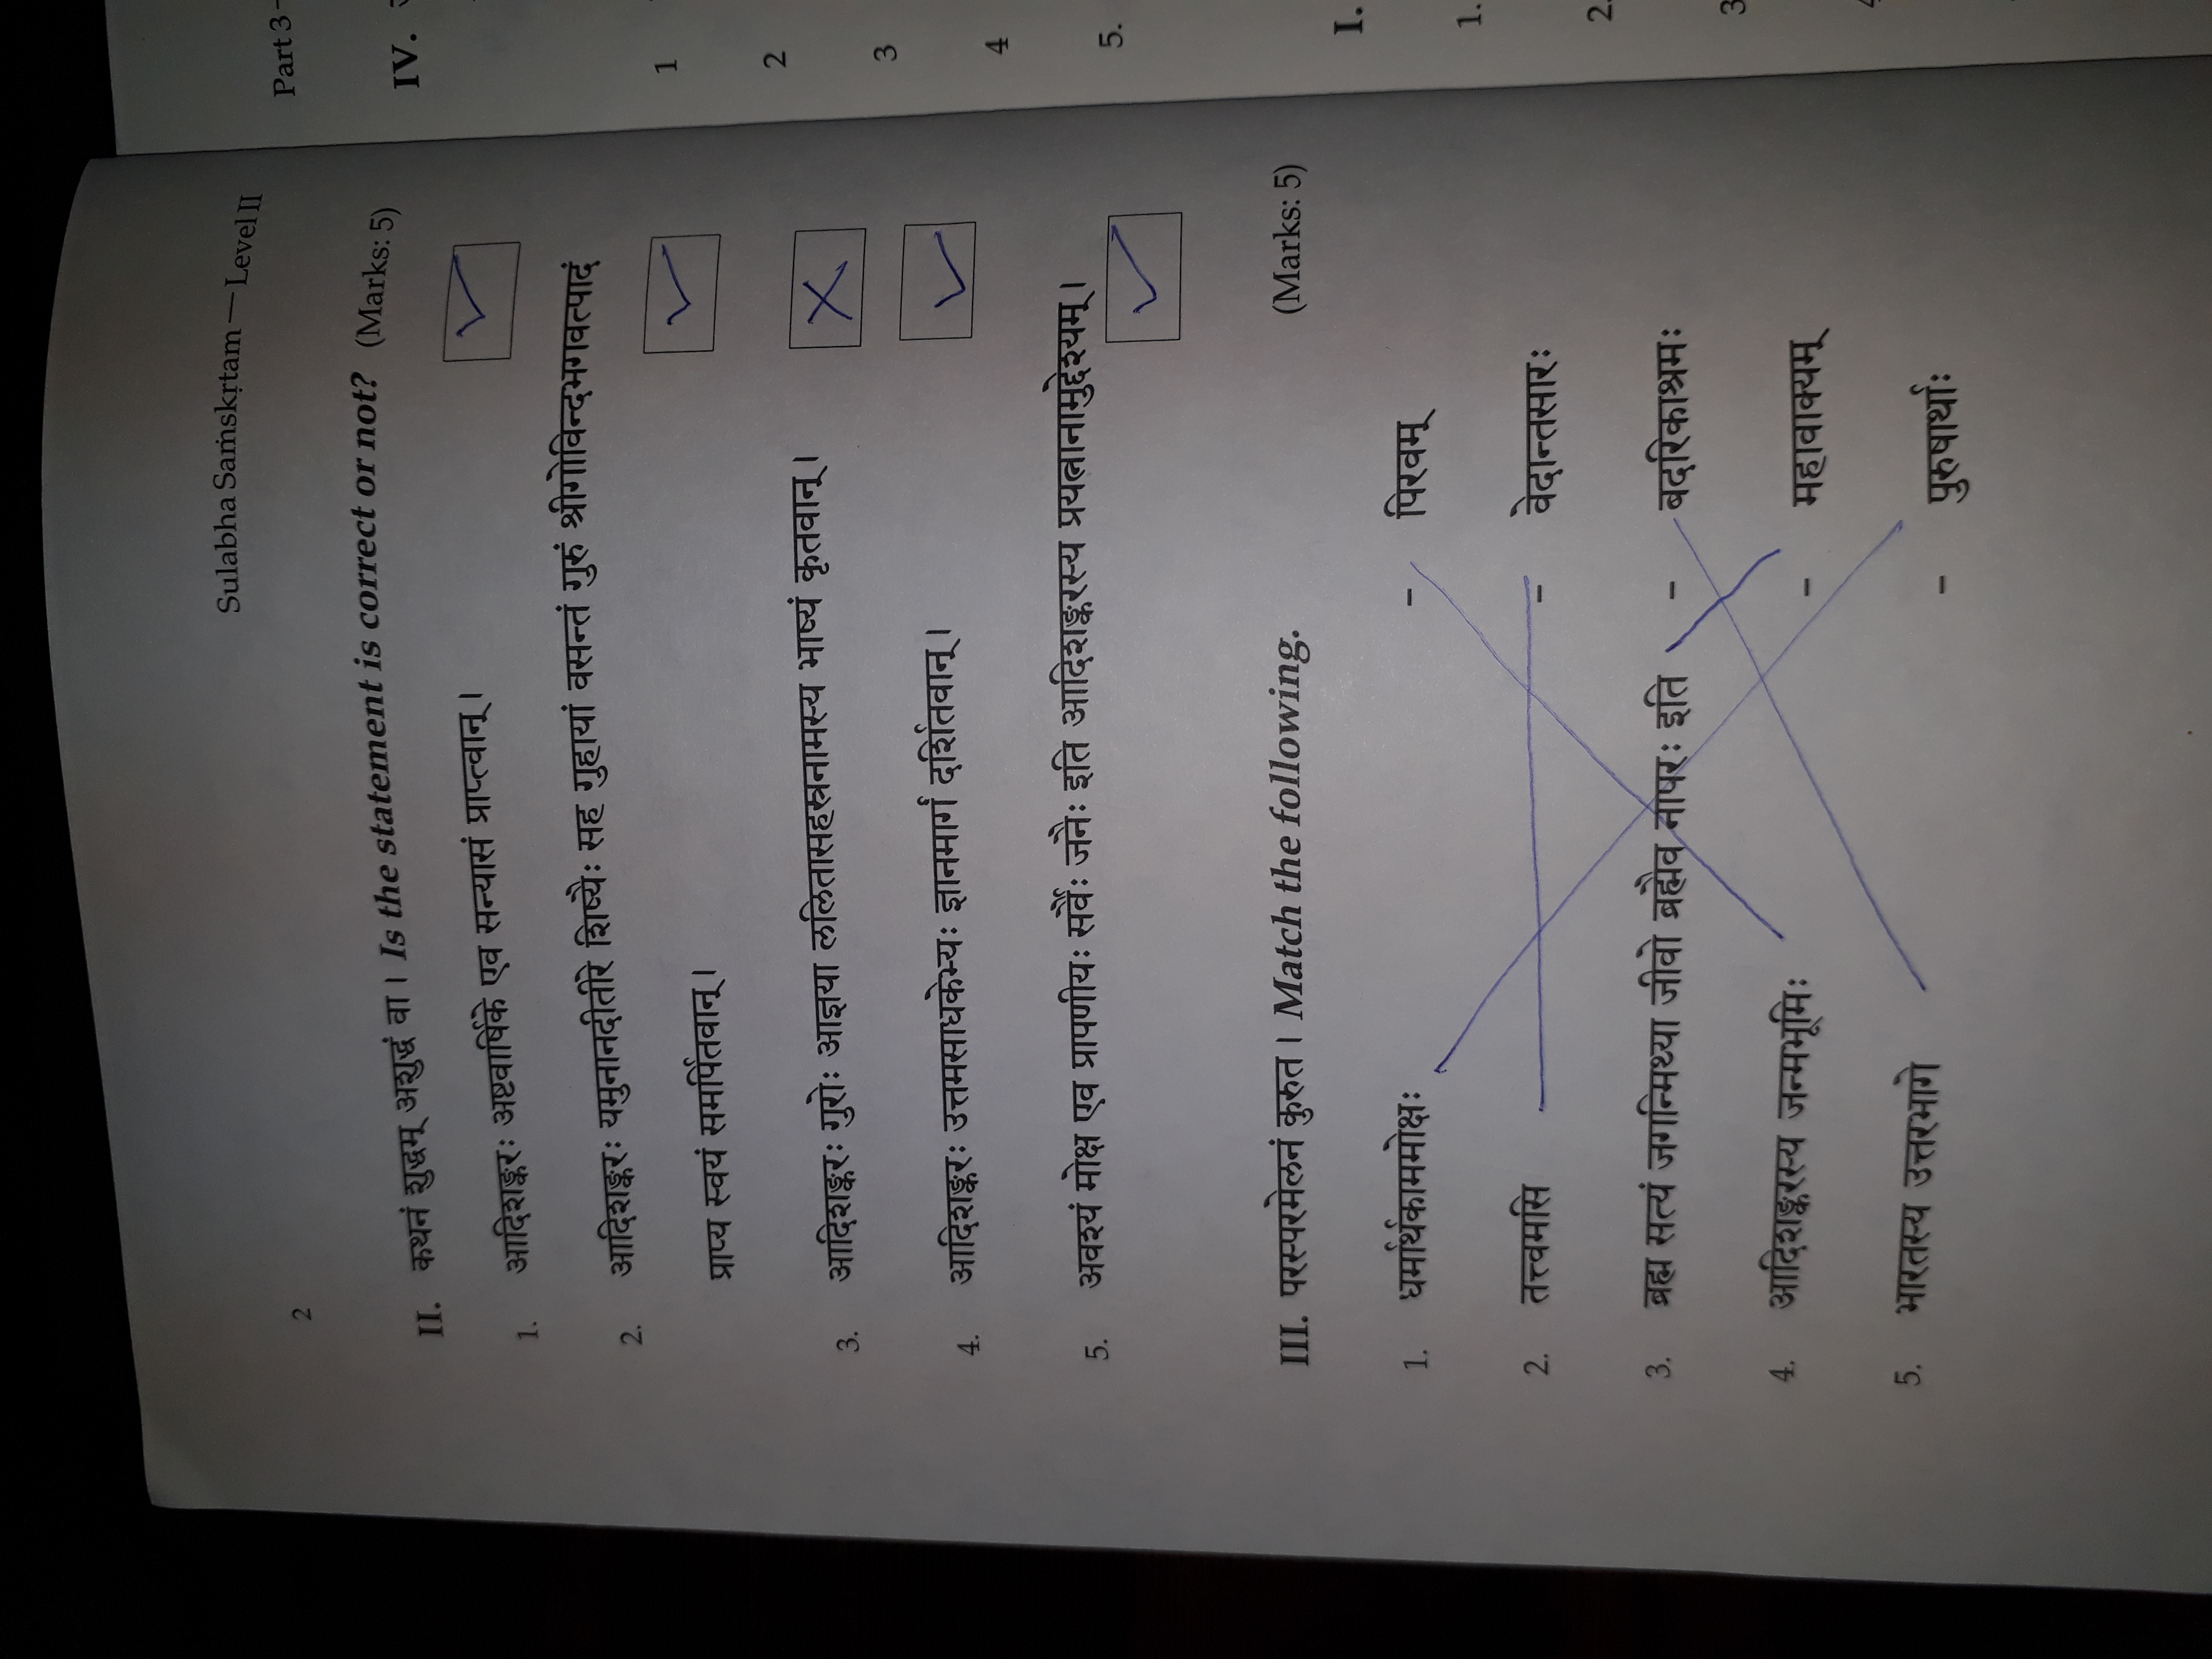 Sulabha Saṁskṛtam — Level II
2
II. कथनं शुद्धम् अशुद्धं वा । Is the statement is correct or not? (Marks: 5)
1. आदिशङ्करः अष्टवार्षिके एव सन्यासं प्राप्त्वान् ।
2. आदिशङ्करः यमुनानदीतीरे शिष्यैः सह गुहायां वसन्तं गुरुं श्रीगोविन्दभगवत्पादं
प्राप्य स्वयं समर्पितवान् ।
3. आदिशङ्करः गुरोः आज्ञया ललितासहस्रनामस्य भाष्यं कृतवान् ।
4. आदिशङ्करः उत्तमसाधकेभ्यः ज्ञानमार्गं दर्शितवान् ।
5. अवश्यं मोक्ष एव प्रापणीयः सर्वैः जनैः इति आदिशङ्करस्य प्रयत्नानामुद्देश्यम् ।
III. परस्परमेलनं कुरुत । Match the following. (Marks: 5)
1. धर्मार्थकाममोक्षः - पिरवम्
2. तत्त्वमसि - वेदान्तसारः
3. ब्रह्म सत्यं जगन्मिथ्या जीवो ब्रह्मैव नापरः इति - बदरिकाश्रमः
4. आदिशङ्करस्य जन्मभूमिः - महावाक्यम्
5. भारतस्य उत्तरभागे - पुरुषार्थाः
Part 3
IV.
1
2
3
4
5.
I.
1.
2.
3